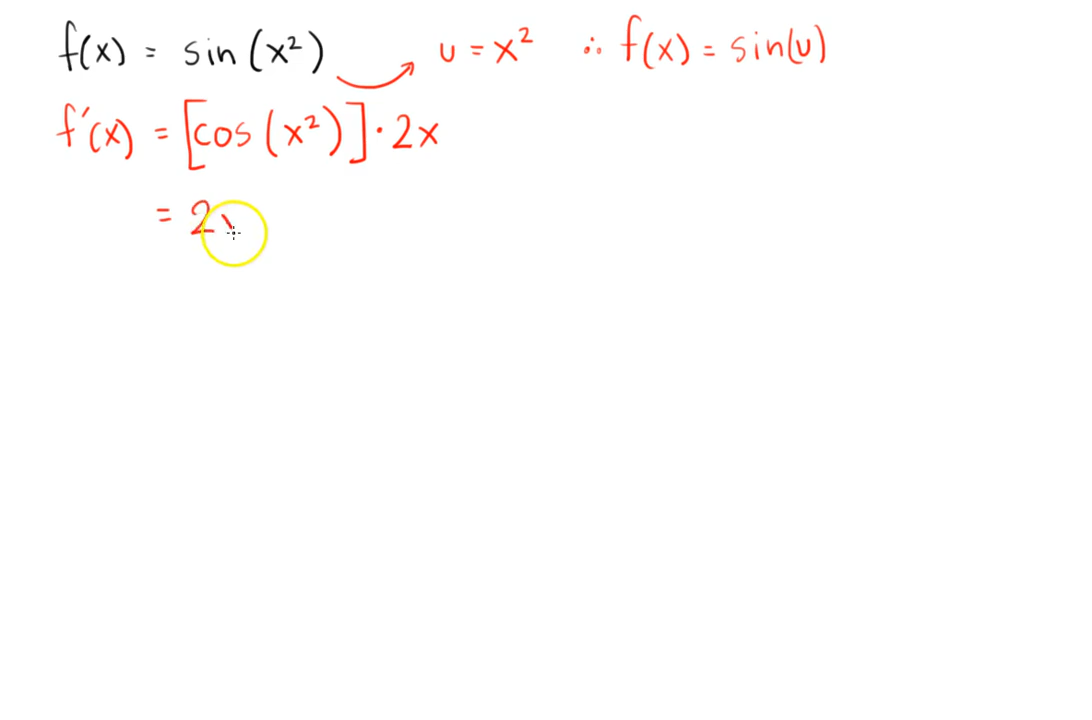 f(x) = sin(x²) u = x² ∴ f(x) = sin(u)
f'(x) = [cos(x²)]·2x
= 2